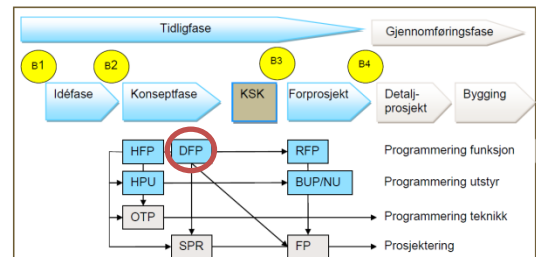 Tidligfase
Gjennomføringsfase
B1
B2
B3
B4
Idéfase
Konseptfase
KSK
Forprosjekt
Detalj-
prosjekt
Bygging
HFP
DFP
RFP
Programmering funksjon
HPU
BUP/NU
Programmering utstyr
OTP
Programmering teknikk
SPR
FP
Prosjektering